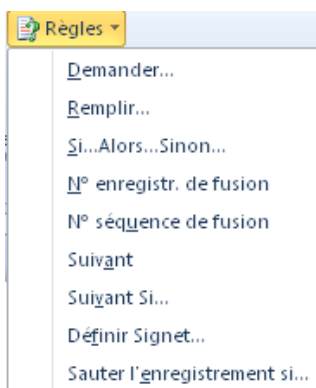 Règles
Demander...
Remplir...
Si...Alors...Sinon...
N° enregistr. de fusion
N° séquence de fusion
Suivant
Suivant Si...
Définir Signet...
Sauter l'enregistrement si...